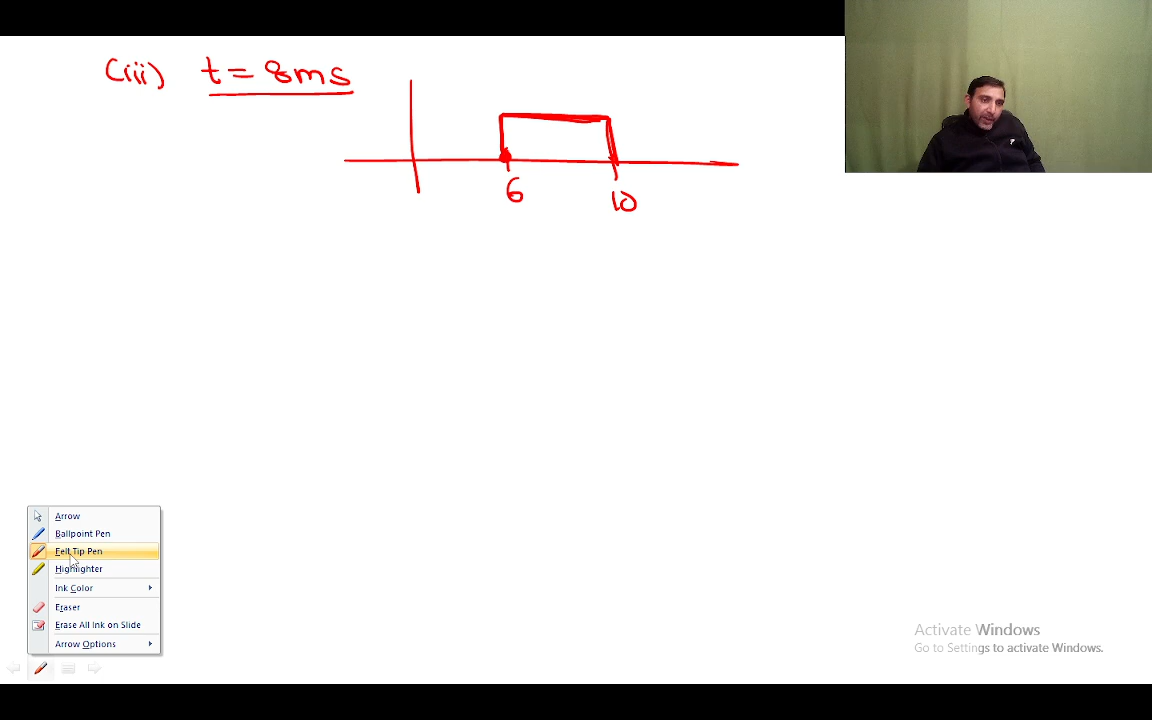 (iii) t = 8ms
6
10
Arrow
Ballpoint Pen
Felt Tip Pen
Highlighter
Ink Color
Eraser
Erase All Ink on Slide
Arrow Options
Activate Windows
Go to Settings to activate Windows.